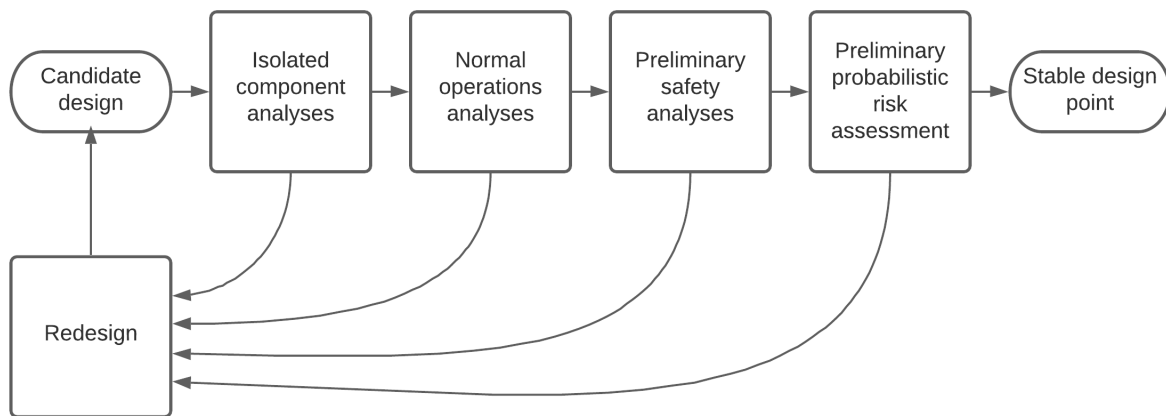 Candidate
design
Isolated
component
analyses
Normal
operations
analyses
Preliminary
safety
analyses
Preliminary
probabilistic
risk
assessment
Stable design
point
Redesign